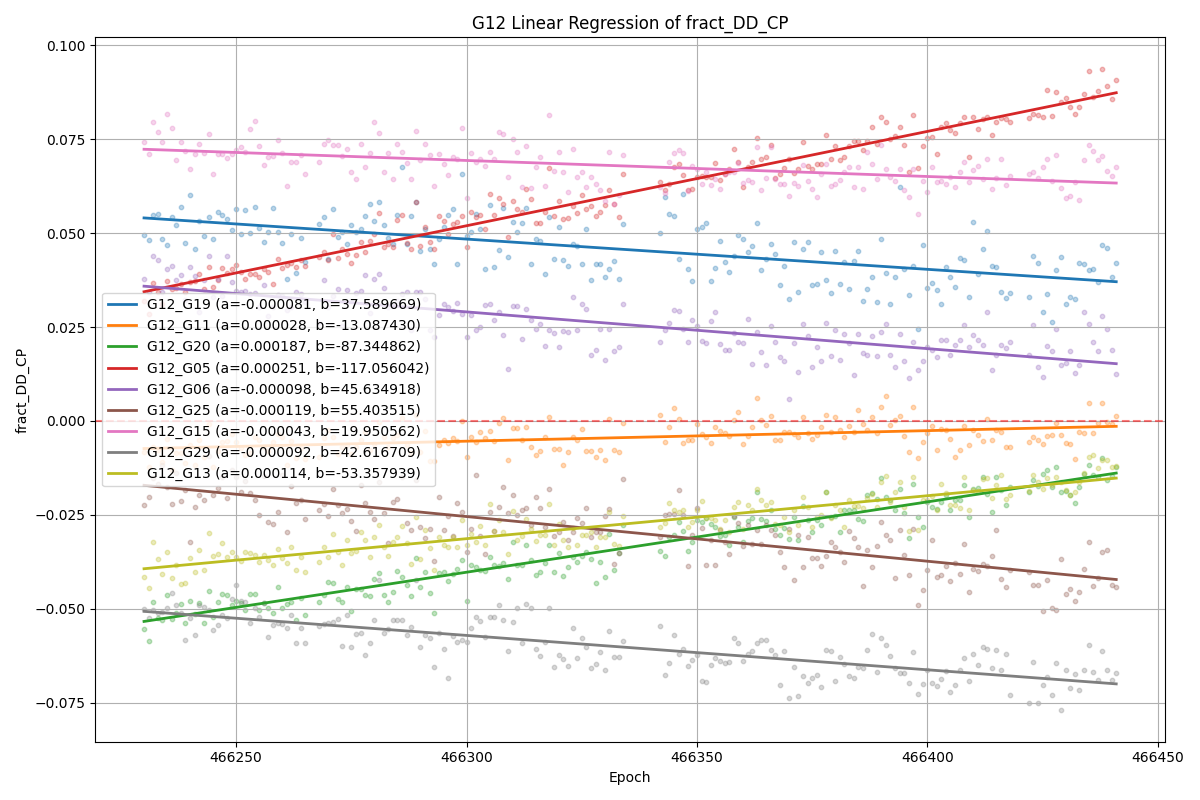 G12 Linear Regression of fract_DD_CP
0.100
0.075
0.050
0.025
0.000
−0.025
−0.050
−0.075
fract_DD_CP
G12_G19 (a=-0.000081, b=37.589669)
G12_G11 (a=0.000028, b=-13.087430)
G12_G20 (a=0.000187, b=-87.344862)
G12_G05 (a=0.000251, b=-117.056042)
G12_G06 (a=-0.000098, b=45.634918)
G12_G25 (a=-0.000119, b=55.403515)
G12_G15 (a=-0.000043, b=19.950562)
G12_G29 (a=-0.000092, b=42.616709)
G12_G13 (a=0.000114, b=-53.357939)
466250 466300 466350 466400 466450
Epoch